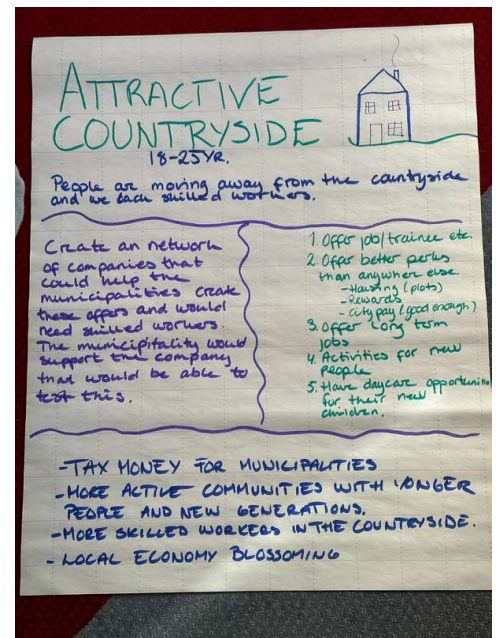 ATTRACTIVE
COUNTRYSIDE
18-25YR.
People are moving away from the countryside
and we lack skilled workers.
Create an network
of companies that
could help the
municipalities create
these offers and would
need skilled workers.
The municipitality would
support the company
that would be able to
test this.
1. Offer job/trainee etc.
2. Offer better perks
than anywhere else.
- Housing (plots)
- Rewards
- City pay (good enough)
3. Offer long term
jobs
4. Activities for new
people
5. Have daycare opportunities
for their new
children.
- TAX MONEY FOR MUNICIPALITIES
- MORE ACTIVE COMMUNITIES WITH YONGER
PEOPLE AND NEW GENERATIONS.
- MORE SKILLED WORKERS IN THE COUNTRYSIDE.
- LOCAL ECONOMY BLOSSOMING